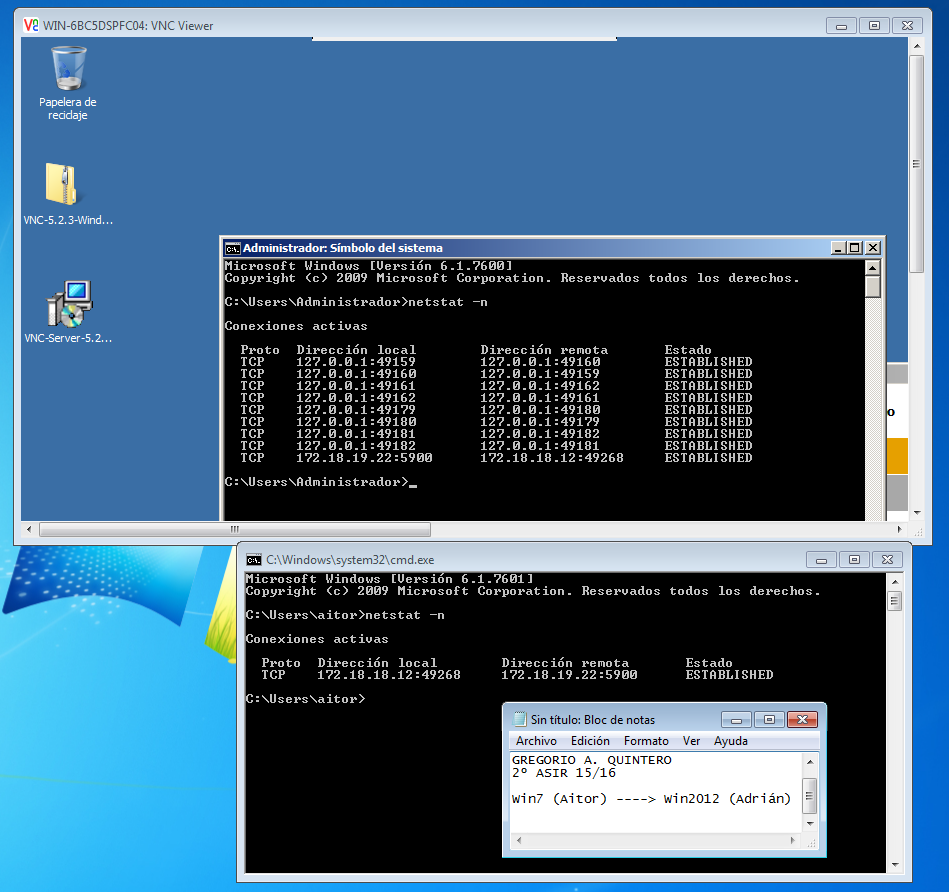 WIN-6BC5DSPFC04: VNC Viewer
Papelera de
reciclaje
VNC-5.2.3-Wind...
VNC-Server-5.2...
Administrador: Símbolo del sistema
Microsoft Windows [Versión 6.1.7600]
Copyright (c) 2009 Microsoft Corporation. Reservados todos los derechos.
C:\Users\Administrador>netstat -n
Conexiones activas
Proto Dirección local Dirección remota Estado
TCP 127.0.0.1:49159 127.0.0.1:49160 ESTABLISHED
TCP 127.0.0.1:49160 127.0.0.1:49159 ESTABLISHED
TCP 127.0.0.1:49161 127.0.0.1:49162 ESTABLISHED
TCP 127.0.0.1:49162 127.0.0.1:49161 ESTABLISHED
TCP 127.0.0.1:49179 127.0.0.1:49180 ESTABLISHED
TCP 127.0.0.1:49180 127.0.0.1:49179 ESTABLISHED
TCP 127.0.0.1:49181 127.0.0.1:49182 ESTABLISHED
TCP 127.0.0.1:49182 127.0.0.1:49181 ESTABLISHED
TCP 172.18.19.22:5900 172.18.18.12:49268 ESTABLISHED
C:\Users\Administrador>_
o
C:\Windows\system32\cmd.exe
Microsoft Windows [Versión 6.1.7601]
Copyright (c) 2009 Microsoft Corporation. Reservados todos los derechos.
C:\Users\aitor>netstat -n
Conexiones activas
Proto Dirección local Dirección remota Estado
TCP 172.18.18.12:49268 172.18.19.22:5900 ESTABLISHED
C:\Users\aitor>
Sin título: Bloc de notas
Archivo Edición Formato Ver Ayuda
GREGORIO A. QUINTERO
2º ASIR 15/16
Win7 (Aitor) ----> Win2012 (Adrián)